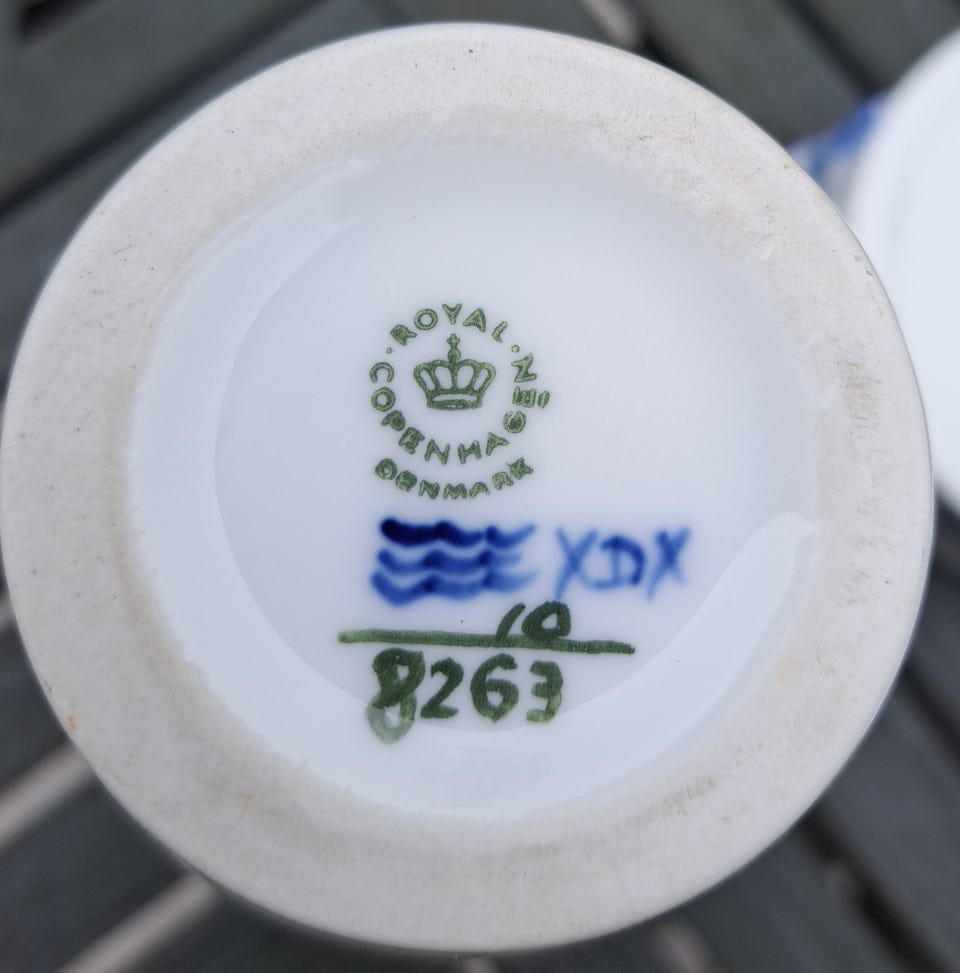 ROYAL · COPENHAGEN ·
DENMARK
XDX
10
8263